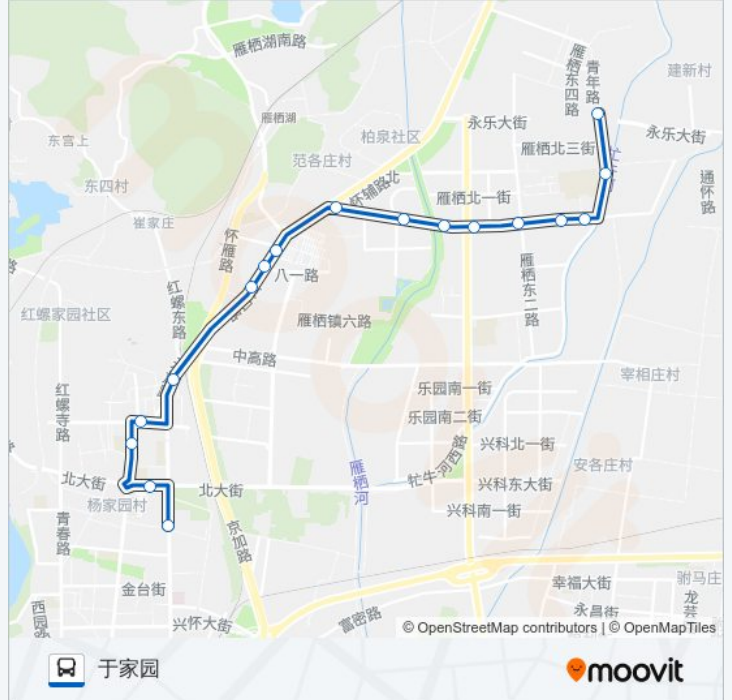 雁栖湖南路
雁栖东四路
青年路
建新村
雁栖湖
永乐大街
永乐大街
东宫上
柏泉社区
雁栖北三街
范各庄村
通怀路
东四村
怀辅路北
雁栖北一街
崔家庄
怀雁路
八一路
雁栖东二路
红螺东路
红螺家园社区
雁栖镇六路
中高路
宰相庄村
红螺寺路
乐园南一街
乐园南二街
兴科北一街
牤牛河西路
安各庄村
雁栖河
北大街
北大街
兴科东大街
杨家园村
兴科南一街
青春路
京加路
金台街
幸福大街
驸马庄
西园路
兴怀大街
富密路
永昌街
龙芸
© OpenStreetMap contributors | © OpenMapTiles
于家园
moovit